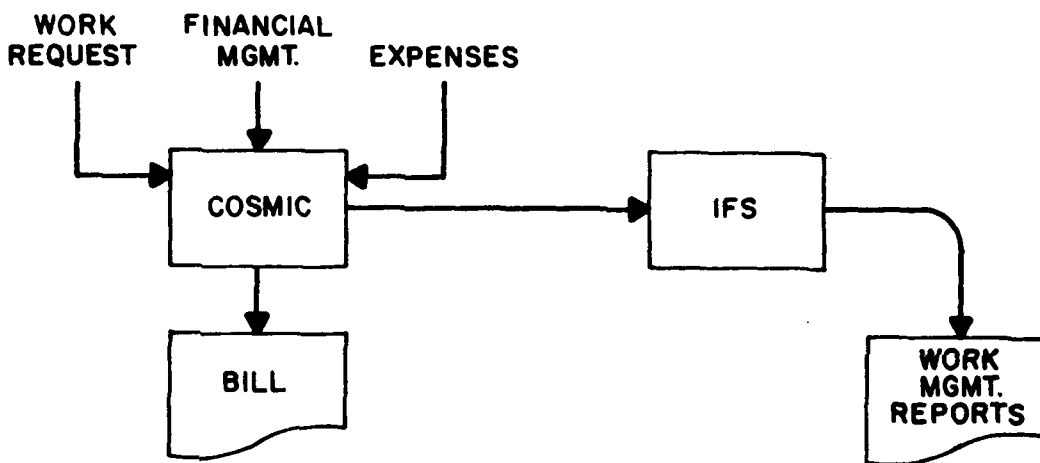 WORK
REQUEST
FINANCIAL
MGMT.
EXPENSES
COSMIC
IFS
BILL
WORK
MGMT.
REPORTS